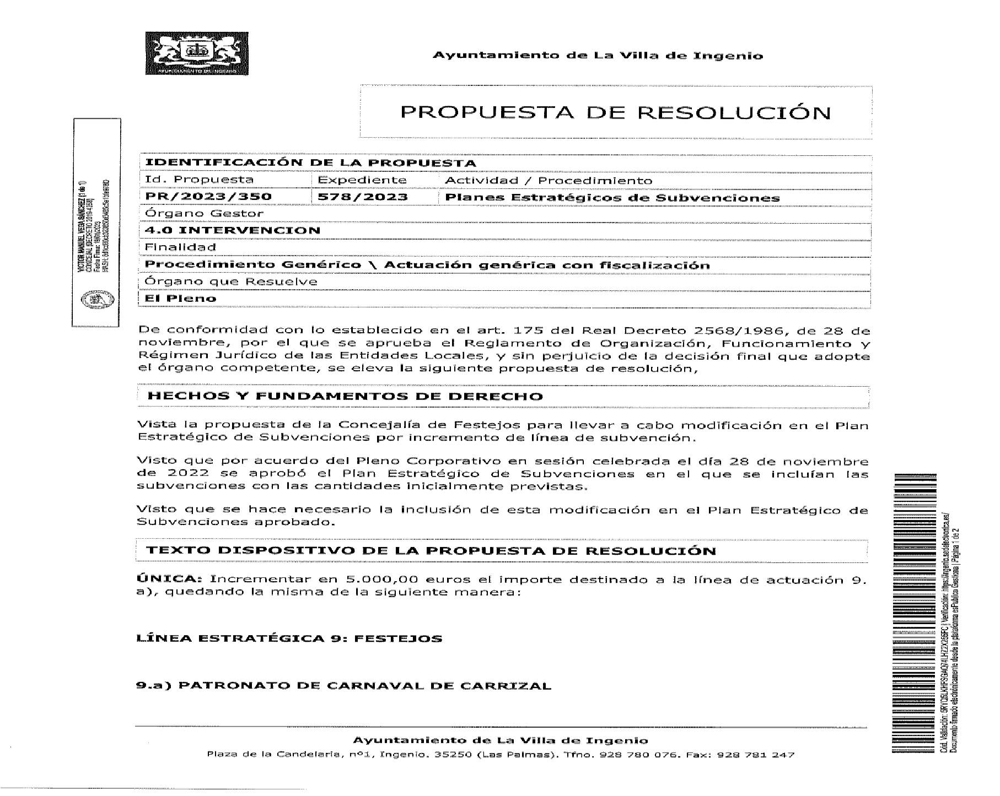 AYUNTAMIENTO DE INGENIO
Ayuntamiento de La Villa de Ingenio
PROPUESTA DE RESOLUCIÓN
VICTOR MANUEL VEGA SÁNCHEZ (1 de 1)
CONCEJAL (DECRETO 2019-4358)
Fecha Firma: 19/01/2023
HASH:
IDENTIFICACIÓN DE LA PROPUESTA
Id. Propuesta Expediente Actividad / Procedimiento
PR/2023/350 578/2023 Planes Estratégicos de Subvenciones
Órgano Gestor
4.0 INTERVENCION
Finalidad
Procedimiento Genérico \ Actuación genérica con fiscalización
Órgano que Resuelve
El Pleno
De conformidad con lo establecido en el art. 175 del Real Decreto 2568/1986, de 28 de
noviembre, por el que se aprueba el Reglamento de Organización, Funcionamiento y
Régimen Jurídico de las Entidades Locales, y sin perjuicio de la decisión final que adopte
el órgano competente, se eleva la siguiente propuesta de resolución,
HECHOS Y FUNDAMENTOS DE DERECHO
Vista la propuesta de la Concejalía de Festejos para llevar a cabo modificación en el Plan
Estratégico de Subvenciones por incremento de línea de subvención.
Visto que por acuerdo del Pleno Corporativo en sesión celebrada el día 28 de noviembre
de 2022 se aprobó el Plan Estratégico de Subvenciones en el que se incluían las
subvenciones con las cantidades inicialmente previstas.
Visto que se hace necesario la inclusión de esta modificación en el Plan Estratégico de
Subvenciones aprobado.
TEXTO DISPOSITIVO DE LA PROPUESTA DE RESOLUCIÓN
ÚNICA: Incrementar en 5.000,00 euros el importe destinado a la línea de actuación 9.
a), quedando la misma de la siguiente manera:
LÍNEA ESTRATÉGICA 9: FESTEJOS
9.a) PATRONATO DE CARNAVAL DE CARRIZAL
Ayuntamiento de La Villa de Ingenio
Plaza de la Candelaria, nº1, Ingenio. 35250 (Las Palmas). Tfno. 928 780 076. Fax: 928 781 247
Cód. Validación: | Verificación: https://ingenio.sedelectronica.es/
Documento firmado electrónicamente desde la plataforma esPublico Gestiona | Página 1 de 2